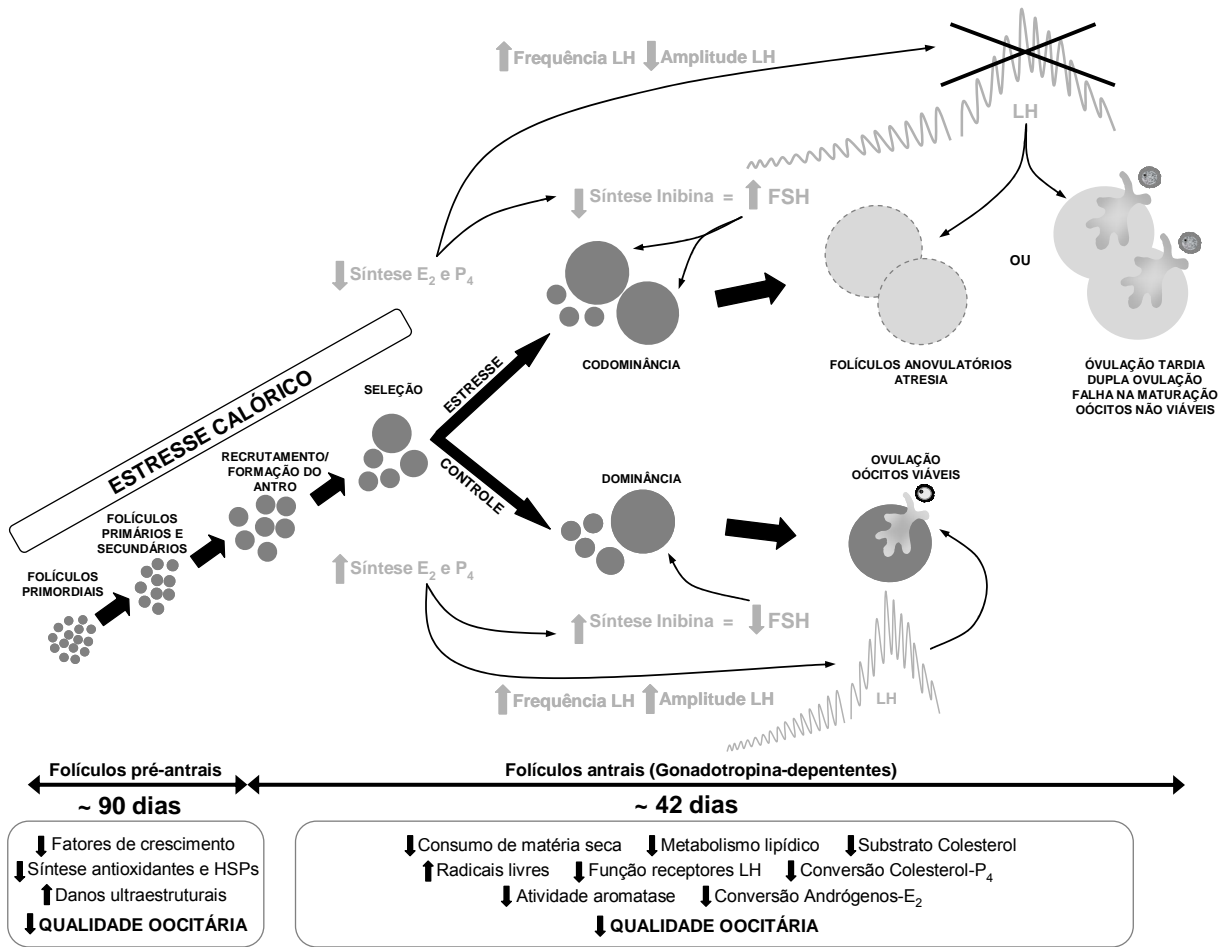 ↑Frequência LH ↓Amplitude LH
LH
↓ Síntese Inibina = ↑ FSH
↓ Síntese E₂ e P₄
OU
CODOMINÂNCIA
FOLÍCULOS ANOVULATÓRIOS
ATRESIA
ÓVULAÇÃO TARDIA
DUPLA OVULAÇÃO
FALHA NA MATURAÇÃO
OÓCITOS NÃO VIÁVEIS
ESTRESSE CALÓRICO
SELEÇÃO
ESTRESSE
CONTROLE
RECRUTAMENTO/
FORMAÇÃO DO
ANTRO
FOLÍCULOS
PRIMÁRIOS E
SECUNDÁRIOS
FOLÍCULOS
PRIMORDIAIS
DOMINÂNCIA
OVULAÇÃO
OÓCITOS VIÁVEIS
↑ Síntese E₂ e P₄
↑ Síntese Inibina = ↓ FSH
↑Frequência LH ↑Amplitude LH
LH
Folículos pré-antrais
~ 90 dias
Folículos antrais (Gonadotropina-depententes)
~ 42 dias
↓ Fatores de crescimento
↓Síntese antioxidantes e HSPs
↑ Danos ultraestruturais
↓ QUALIDADE OOCITÁRIA
↓Consumo de matéria seca ↓Metabolismo lipídico ↓Substrato Colesterol
↑Radicais livres ↓Função receptores LH ↓Conversão Colesterol-P₄
↓Atividade aromatase ↓Conversão Andrógenos-E₂
↓ QUALIDADE OOCITÁRIA